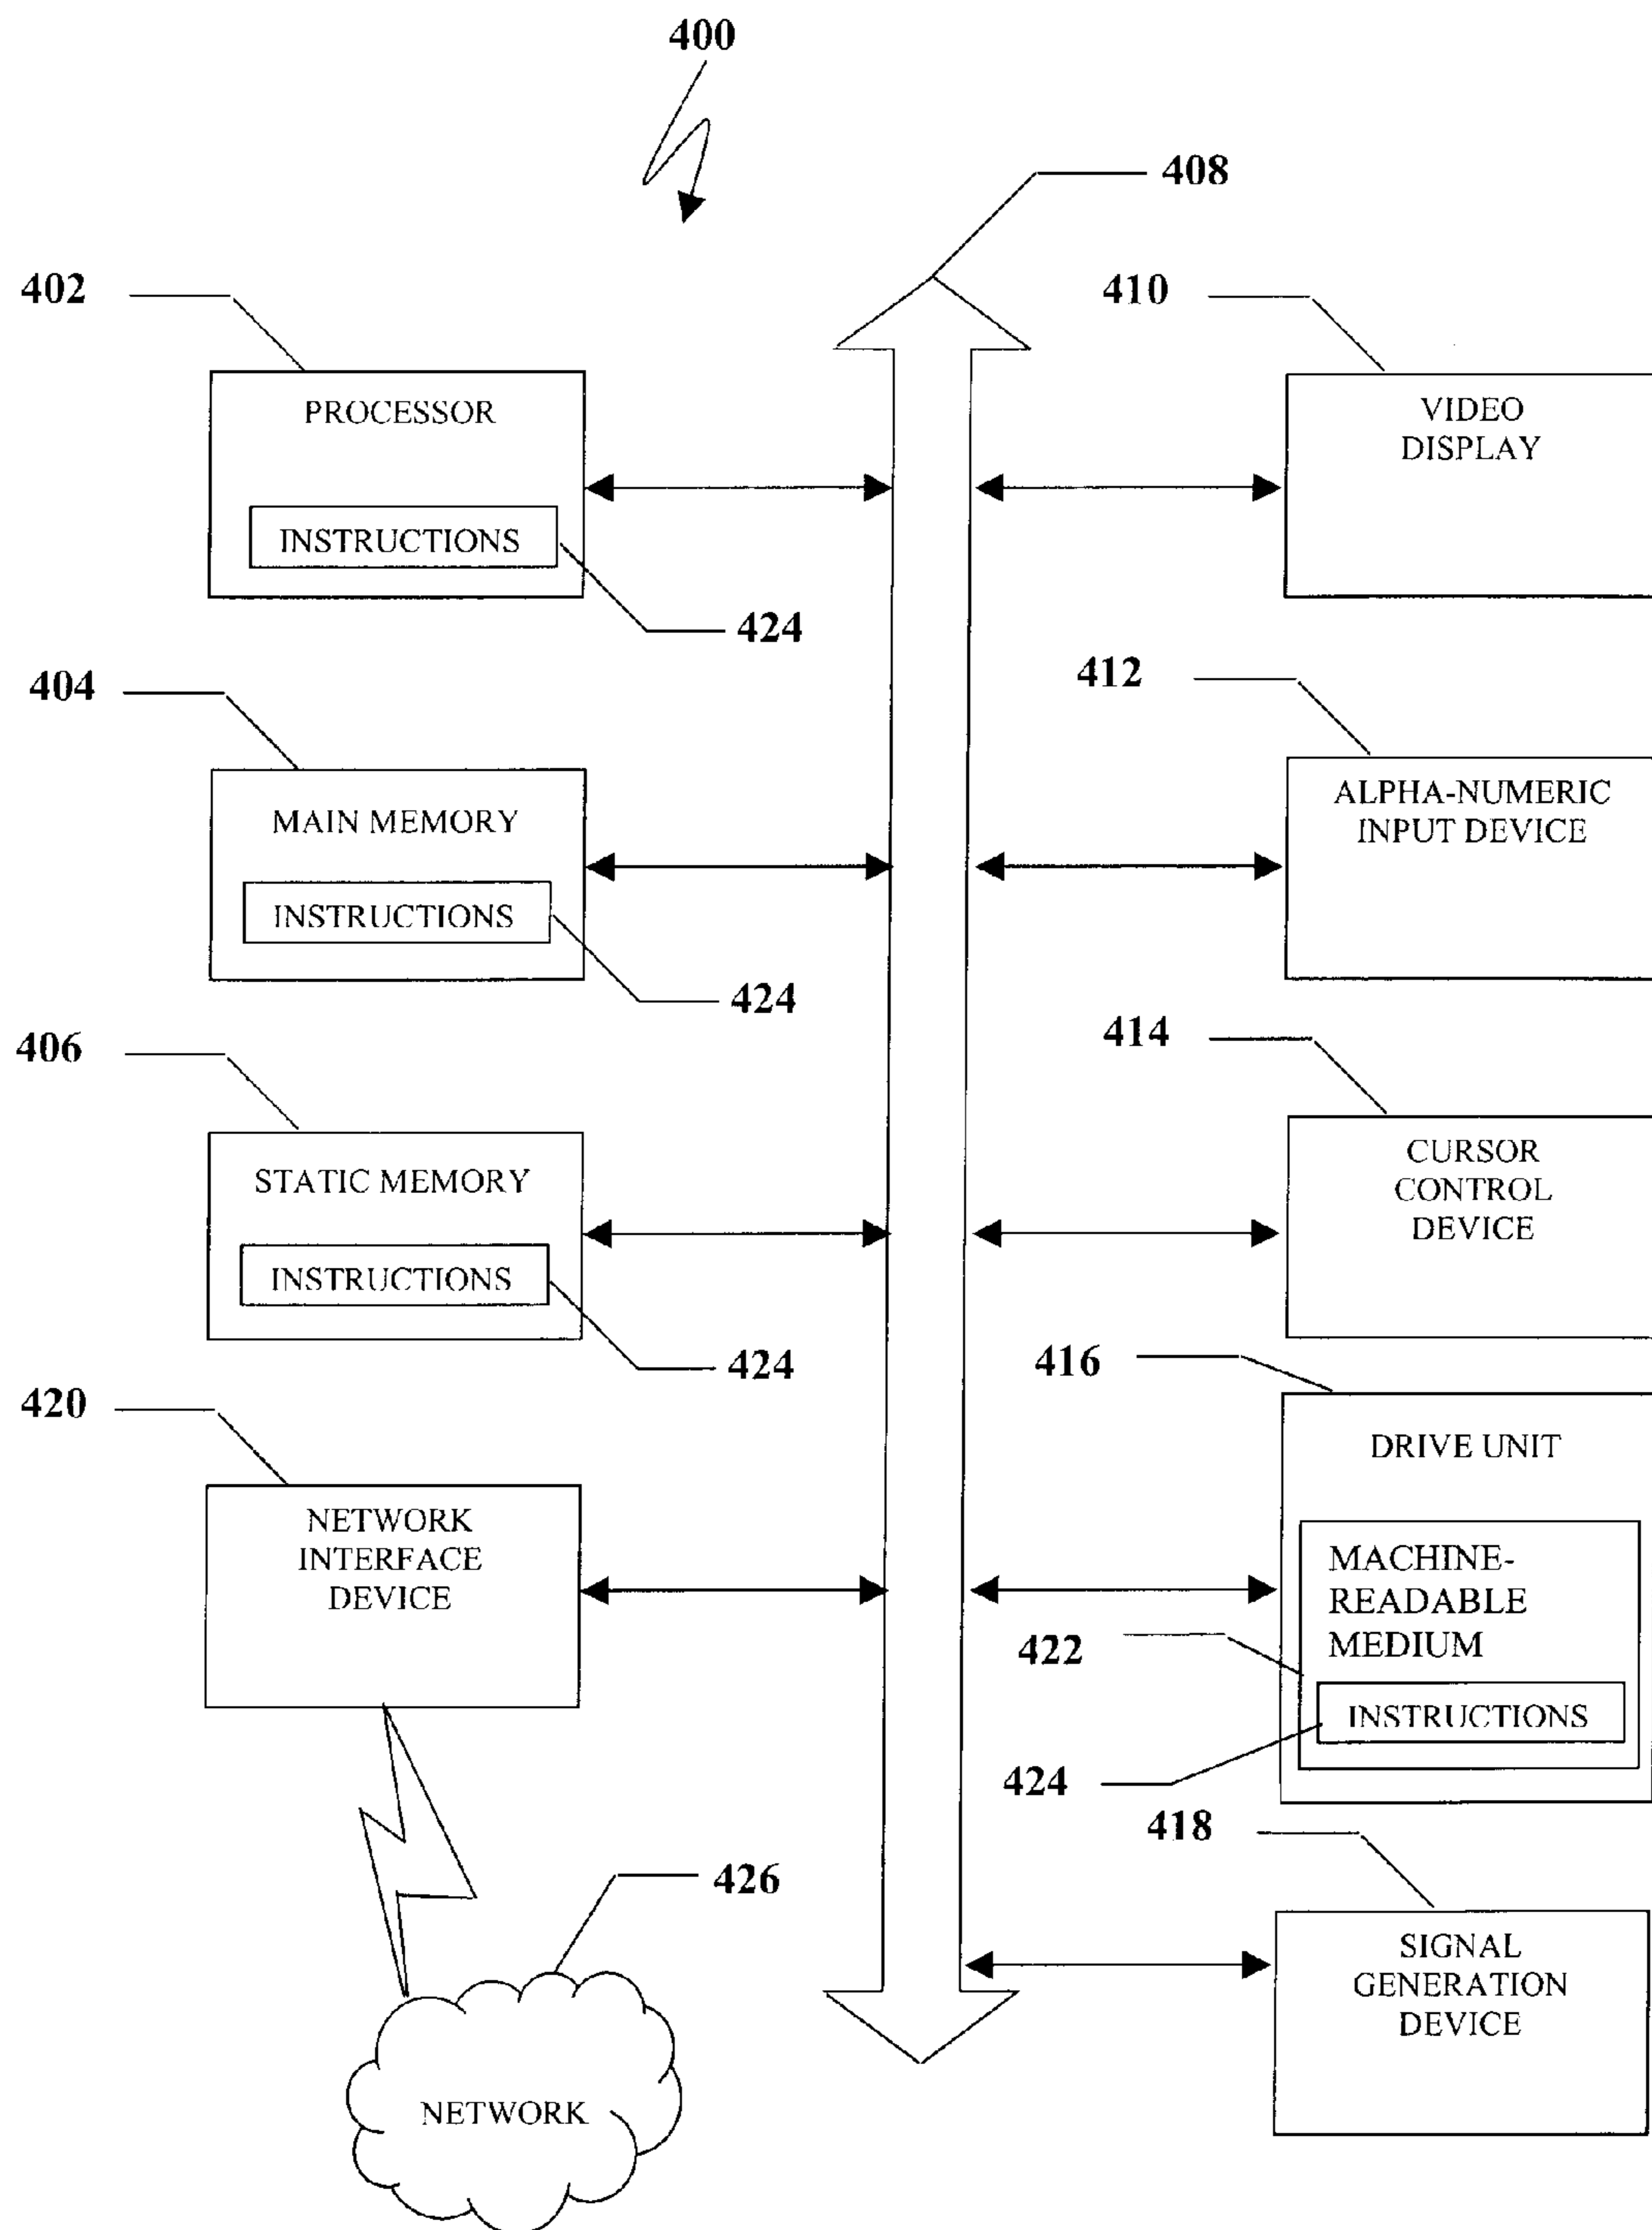 400
408
402
410
PROCESSOR
INSTRUCTIONS
424
VIDEO
DISPLAY
404
412
MAIN MEMORY
INSTRUCTIONS
424
ALPHA-NUMERIC
INPUT DEVICE
406
414
STATIC MEMORY
INSTRUCTIONS
424
CURSOR
CONTROL
DEVICE
420
416
NETWORK
INTERFACE
DEVICE
DRIVE UNIT
MACHINE-
READABLE
MEDIUM
422
INSTRUCTIONS
424
418
426
NETWORK
SIGNAL
GENERATION
DEVICE